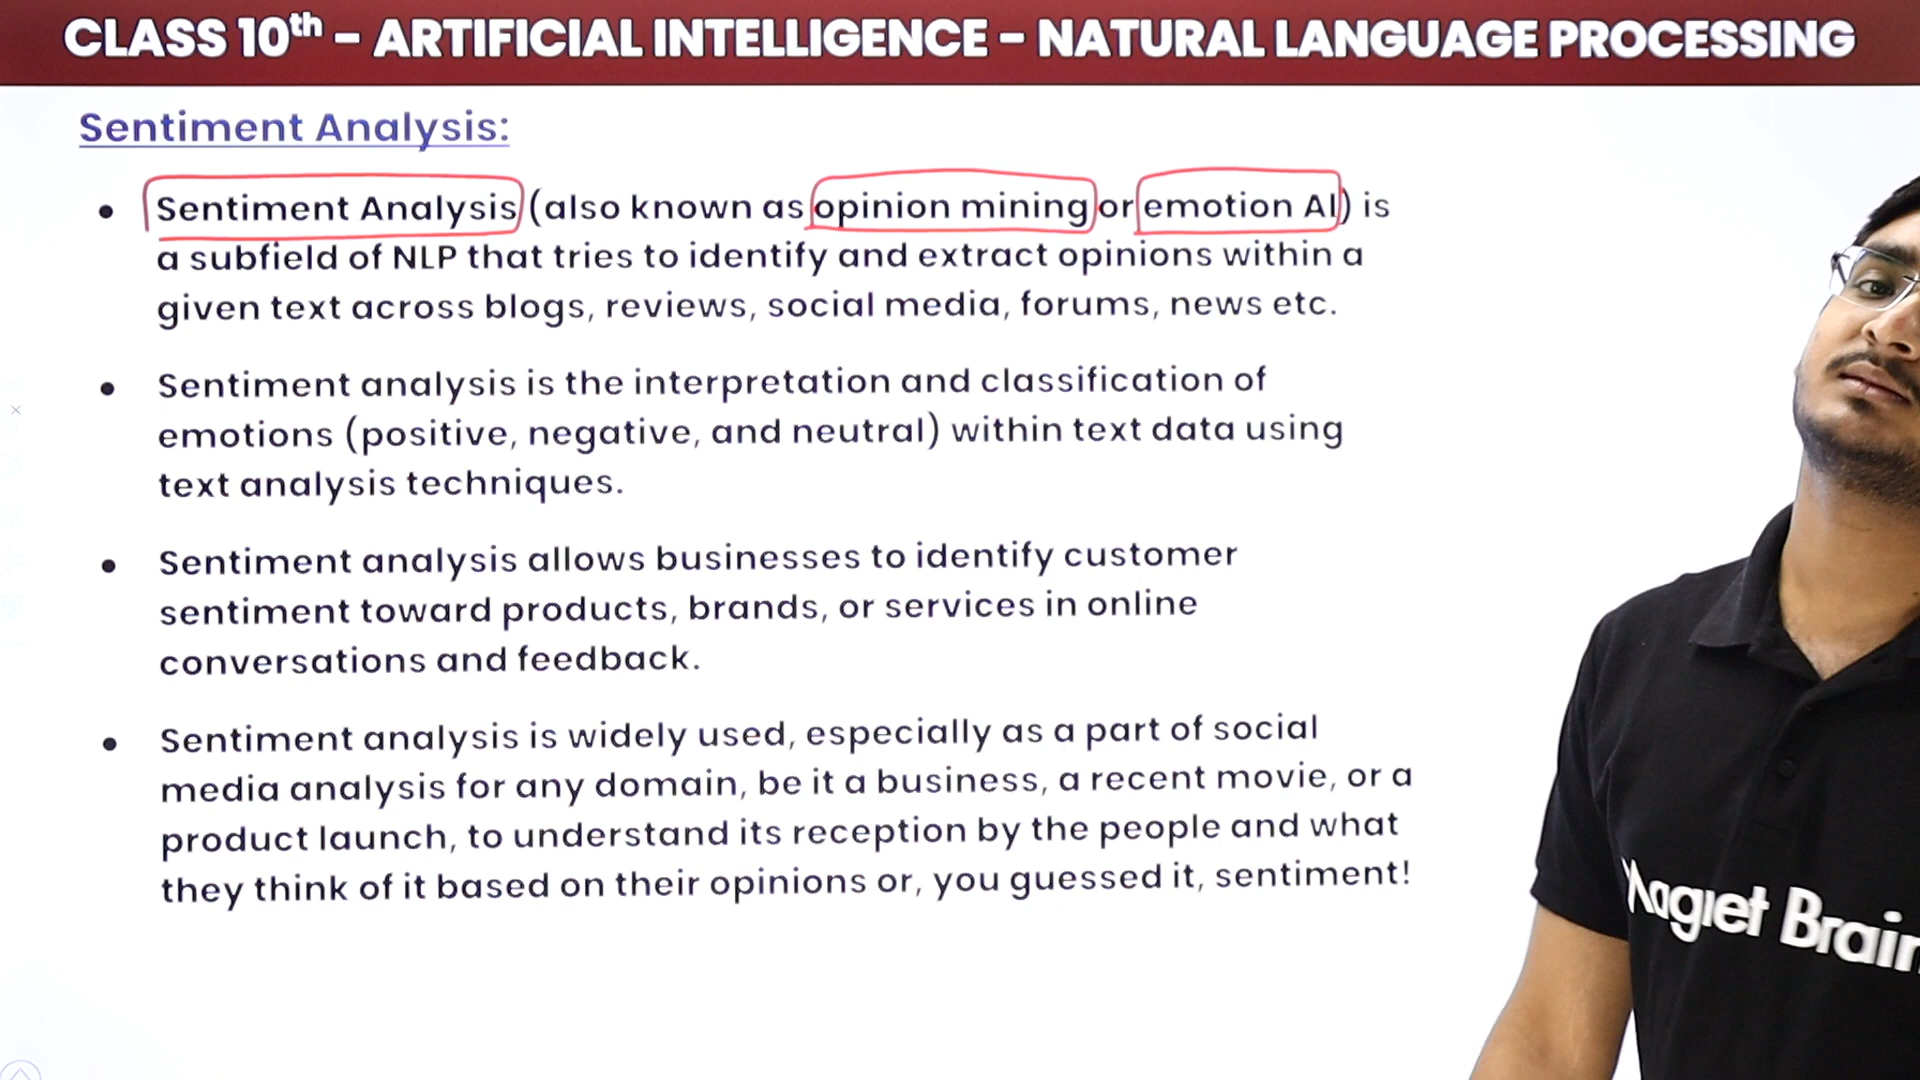 CLASS 10th – ARTIFICIAL INTELLIGENCE – NATURAL LANGUAGE PROCESSING
Sentiment Analysis:
• Sentiment Analysis (also known as opinion mining or emotion AI) is
a subfield of NLP that tries to identify and extract opinions within a
given text across blogs, reviews, social media, forums, news etc.
• Sentiment analysis is the interpretation and classification of
emotions (positive, negative, and neutral) within text data using
text analysis techniques.
• Sentiment analysis allows businesses to identify customer
sentiment toward products, brands, or services in online
conversations and feedback.
• Sentiment analysis is widely used, especially as a part of social
media analysis for any domain, be it a business, a recent movie, or a
product launch, to understand its reception by the people and what
they think of it based on their opinions or, you guessed it, sentiment!
Magnet Brain